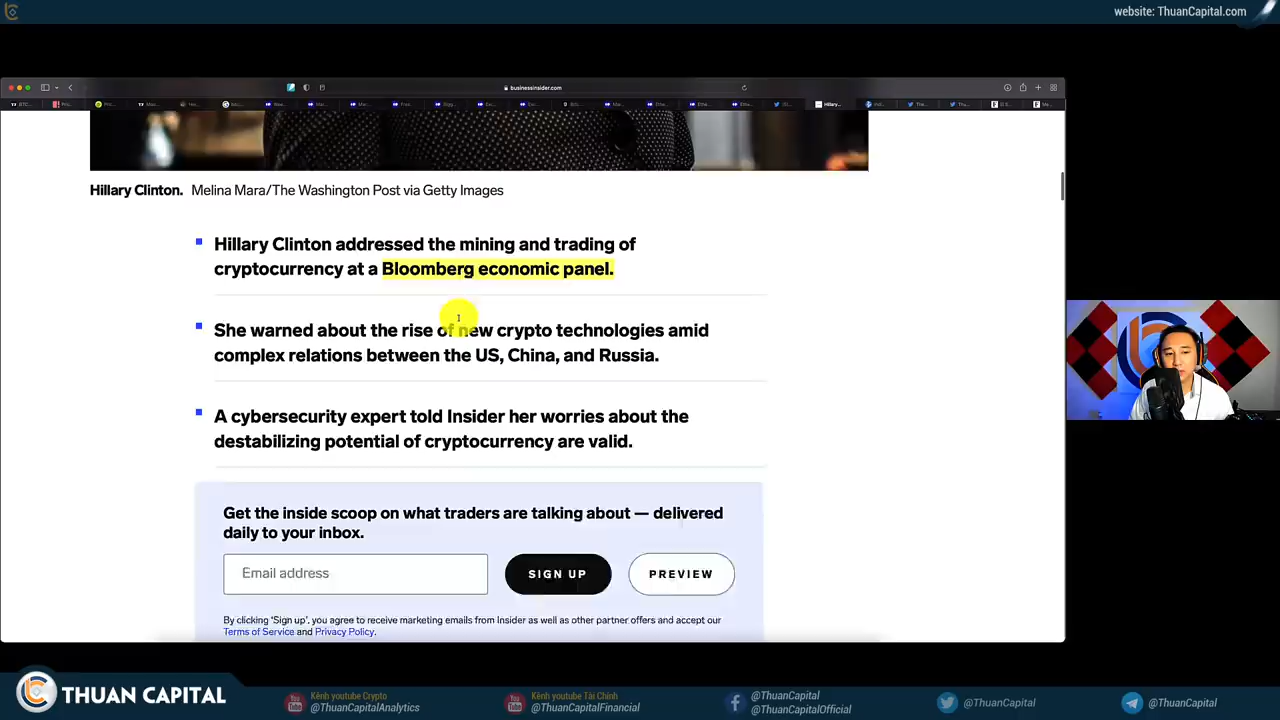 website: ThuanCapital.com
businessinsider.com
Hillary Clinton. Melina Mara/The Washington Post via Getty Images
Hillary Clinton addressed the mining and trading of
cryptocurrency at a Bloomberg economic panel.
She warned about the rise of new crypto technologies amid
complex relations between the US, China, and Russia.
A cybersecurity expert told Insider her worries about the
destabilizing potential of cryptocurrency are valid.
Get the inside scoop on what traders are talking about — delivered
daily to your inbox.
Email address
SIGN UP
PREVIEW
By clicking 'Sign up', you agree to receive marketing emails from Insider as well as other partner offers and accept our
Terms of Service and Privacy Policy.
THUAN CAPITAL
Kênh youtube Crypto
@ThuanCapitalAnalytics
Kênh youtube Tài Chính
@ThuanCapitalFinancial
@ThuanCapital
@ThuanCapitalOfficial
@ThuanCapital
@ThuanCapital